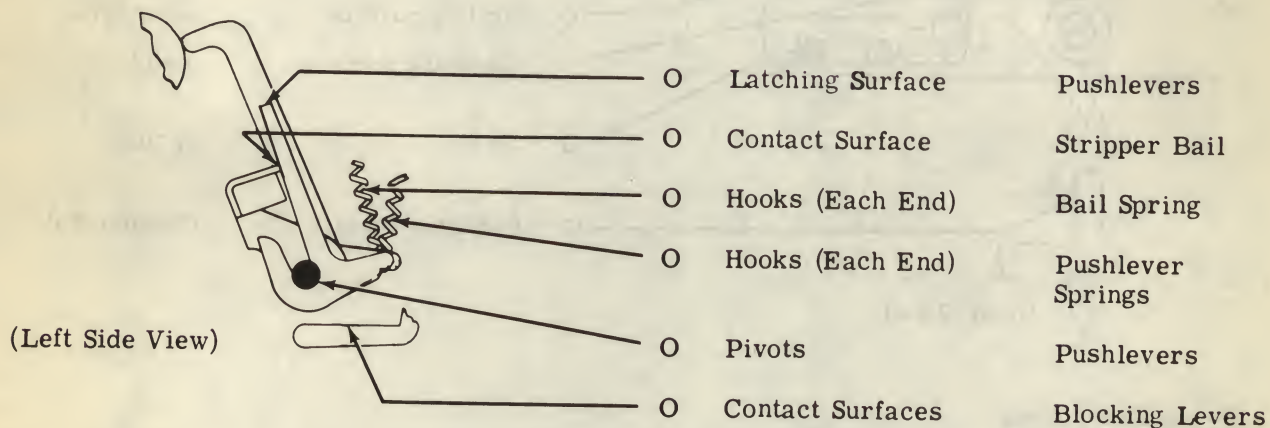 O Latching Surface Pushlevers
O Contact Surface Stripper Bail
O Hooks (Each End) Bail Spring
O Hooks (Each End) Pushlever
Springs
(Left Side View)
O Pivots Pushlevers
O Contact Surfaces Blocking Levers